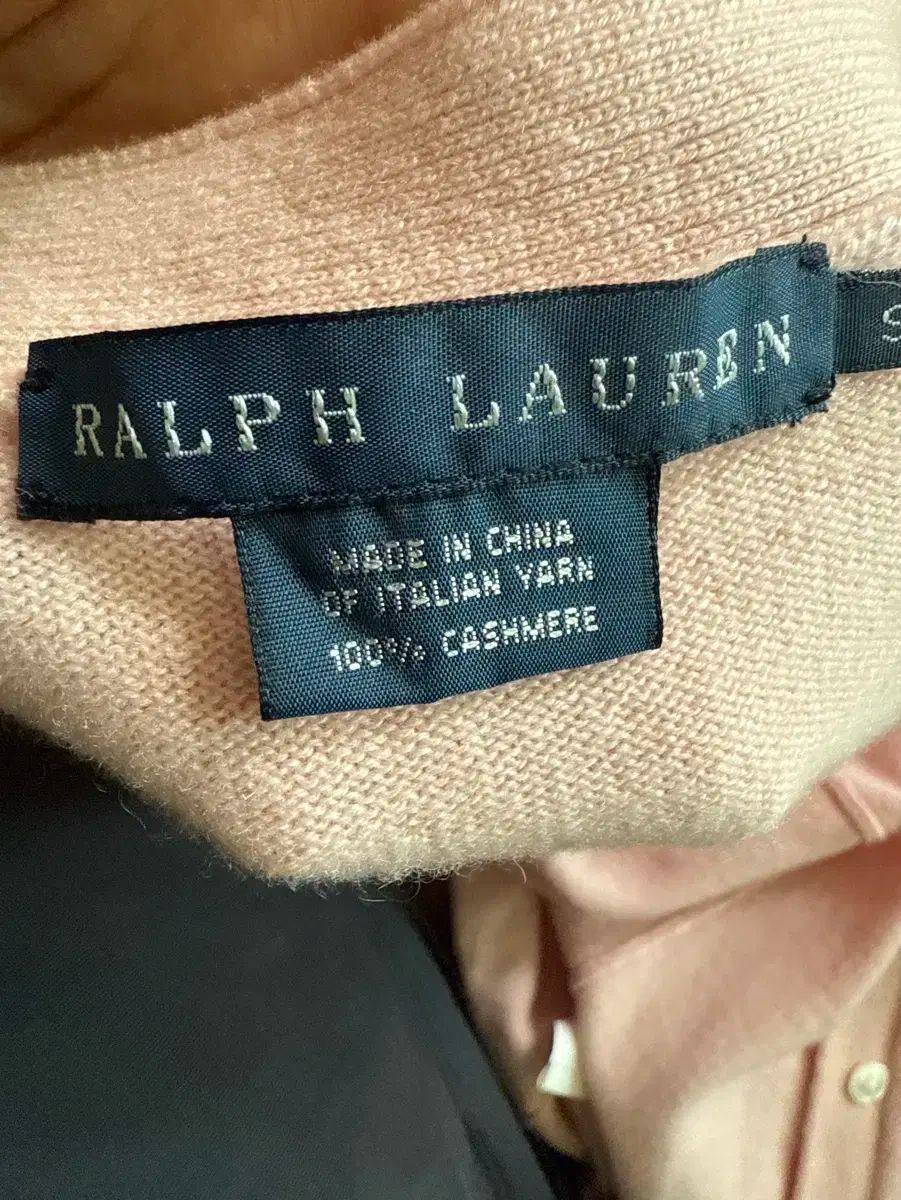 RALPH LAUREN
S
MADE IN CHINA
OF ITALIAN YARN
100% CASHMERE